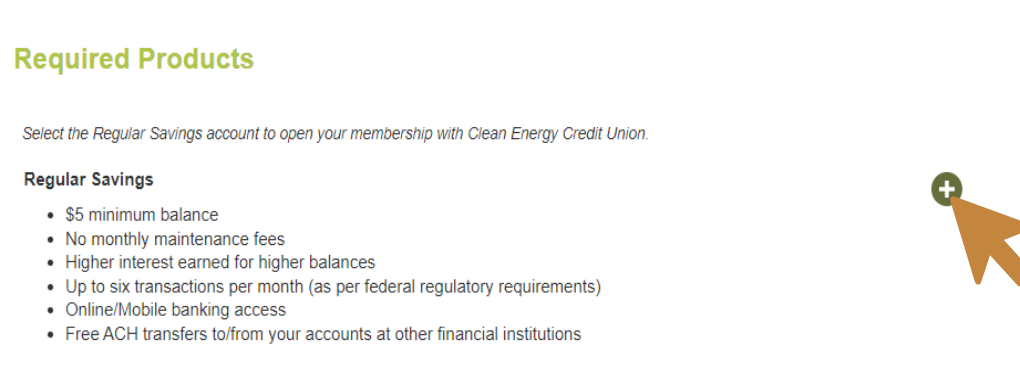 Required Products
Select the Regular Savings account to open your membership with Clean Energy Credit Union.
Regular Savings
• $5 minimum balance
• No monthly maintenance fees
• Higher interest earned for higher balances
• Up to six transactions per month (as per federal regulatory requirements)
• Online/Mobile banking access
• Free ACH transfers to/from your accounts at other financial institutions